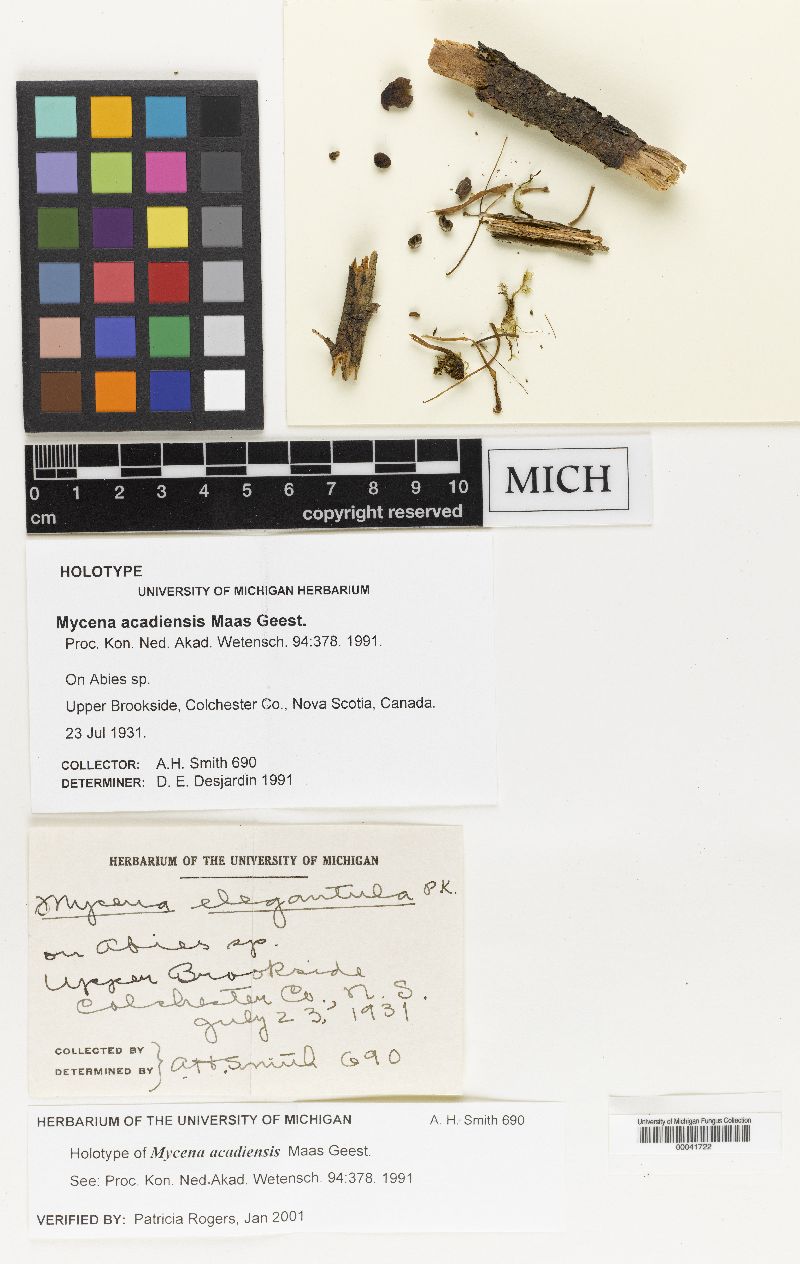 0 1 2 3 4 5 6 7 8 9 10
cm copyright reserved
MICH
HOLOTYPE
UNIVERSITY OF MICHIGAN HERBARIUM
Mycena acadiensis Maas Geest.
Proc. Kon. Ned. Akad. Wetensch. 94:378. 1991.
On Abies sp.
Upper Brookside, Colchester Co., Nova Scotia, Canada.
23 Jul 1931.
COLLECTOR: A.H. Smith 690
DETERMINER: D. E. Desjardin 1991
HERBARIUM OF THE UNIVERSITY OF MICHIGAN
Mycena elegantula PK.
on Abies sp.
Upper Brookside
Colchester Co., N. S.
July 23, 1931
COLLECTED BY
DETERMINED BY } A.H. Smith 690
HERBARIUM OF THE UNIVERSITY OF MICHIGAN A. H. Smith 690
Holotype of Mycena acadiensis Maas Geest.
See: Proc. Kon. Ned.Akad. Wetensch. 94:378. 1991
VERIFIED BY: Patricia Rogers, Jan 2001
University of Michigan Fungus Collection
00041722